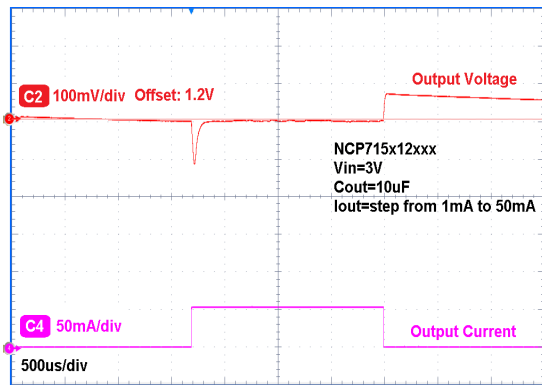 Output Voltage
C2 100mV/div Offset: 1.2V
NCP715x12xxx
Vin=3V
Cout=10uF
Iout=step from 1mA to 50mA
C4 50mA/div
Output Current
500us/div